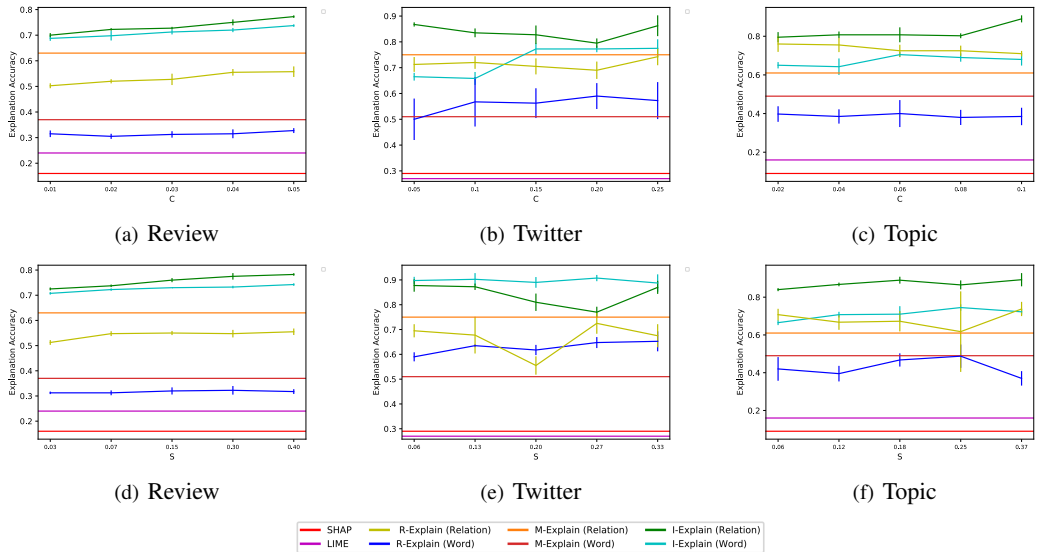 0.8
0.7
0.6
0.5
0.4
0.3
0.2
Explanation Accuracy
0.01 0.02 0.03 0.04 0.05
C
(a) Review
0.9
0.8
0.7
0.6
0.5
0.4
0.3
Explanation Accuracy
0.05 0.1 0.15 0.20 0.25
C
(b) Twitter
0.8
0.6
0.4
0.2
Explanation Accuracy
0.02 0.04 0.06 0.08 0.1
C
(c) Topic
0.8
0.7
0.6
0.5
0.4
0.3
0.2
Explanation Accuracy
0.03 0.07 0.15 0.30 0.40
S
(d) Review
0.9
0.8
0.7
0.6
0.5
0.4
0.3
Explanation Accuracy
0.06 0.13 0.20 0.27 0.33
S
(e) Twitter
0.8
0.6
0.4
0.2
Explanation Accuracy
0.06 0.12 0.18 0.25 0.37
S
(f) Topic
SHAP R-Explain (Relation) M-Explain (Relation) I-Explain (Relation)
LIME R-Explain (Word) M-Explain (Word) I-Explain (Word)